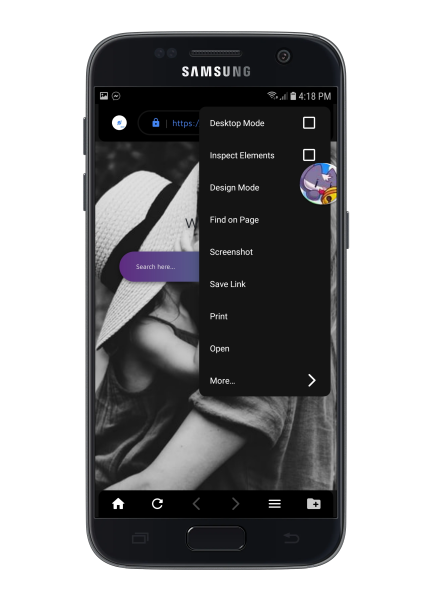 SAMSUNG
4:18 PM
https:/
Desktop Mode
Inspect Elements
Design Mode
Find on Page
W
Screenshot
Search here...
Save Link
Print
Open
More...